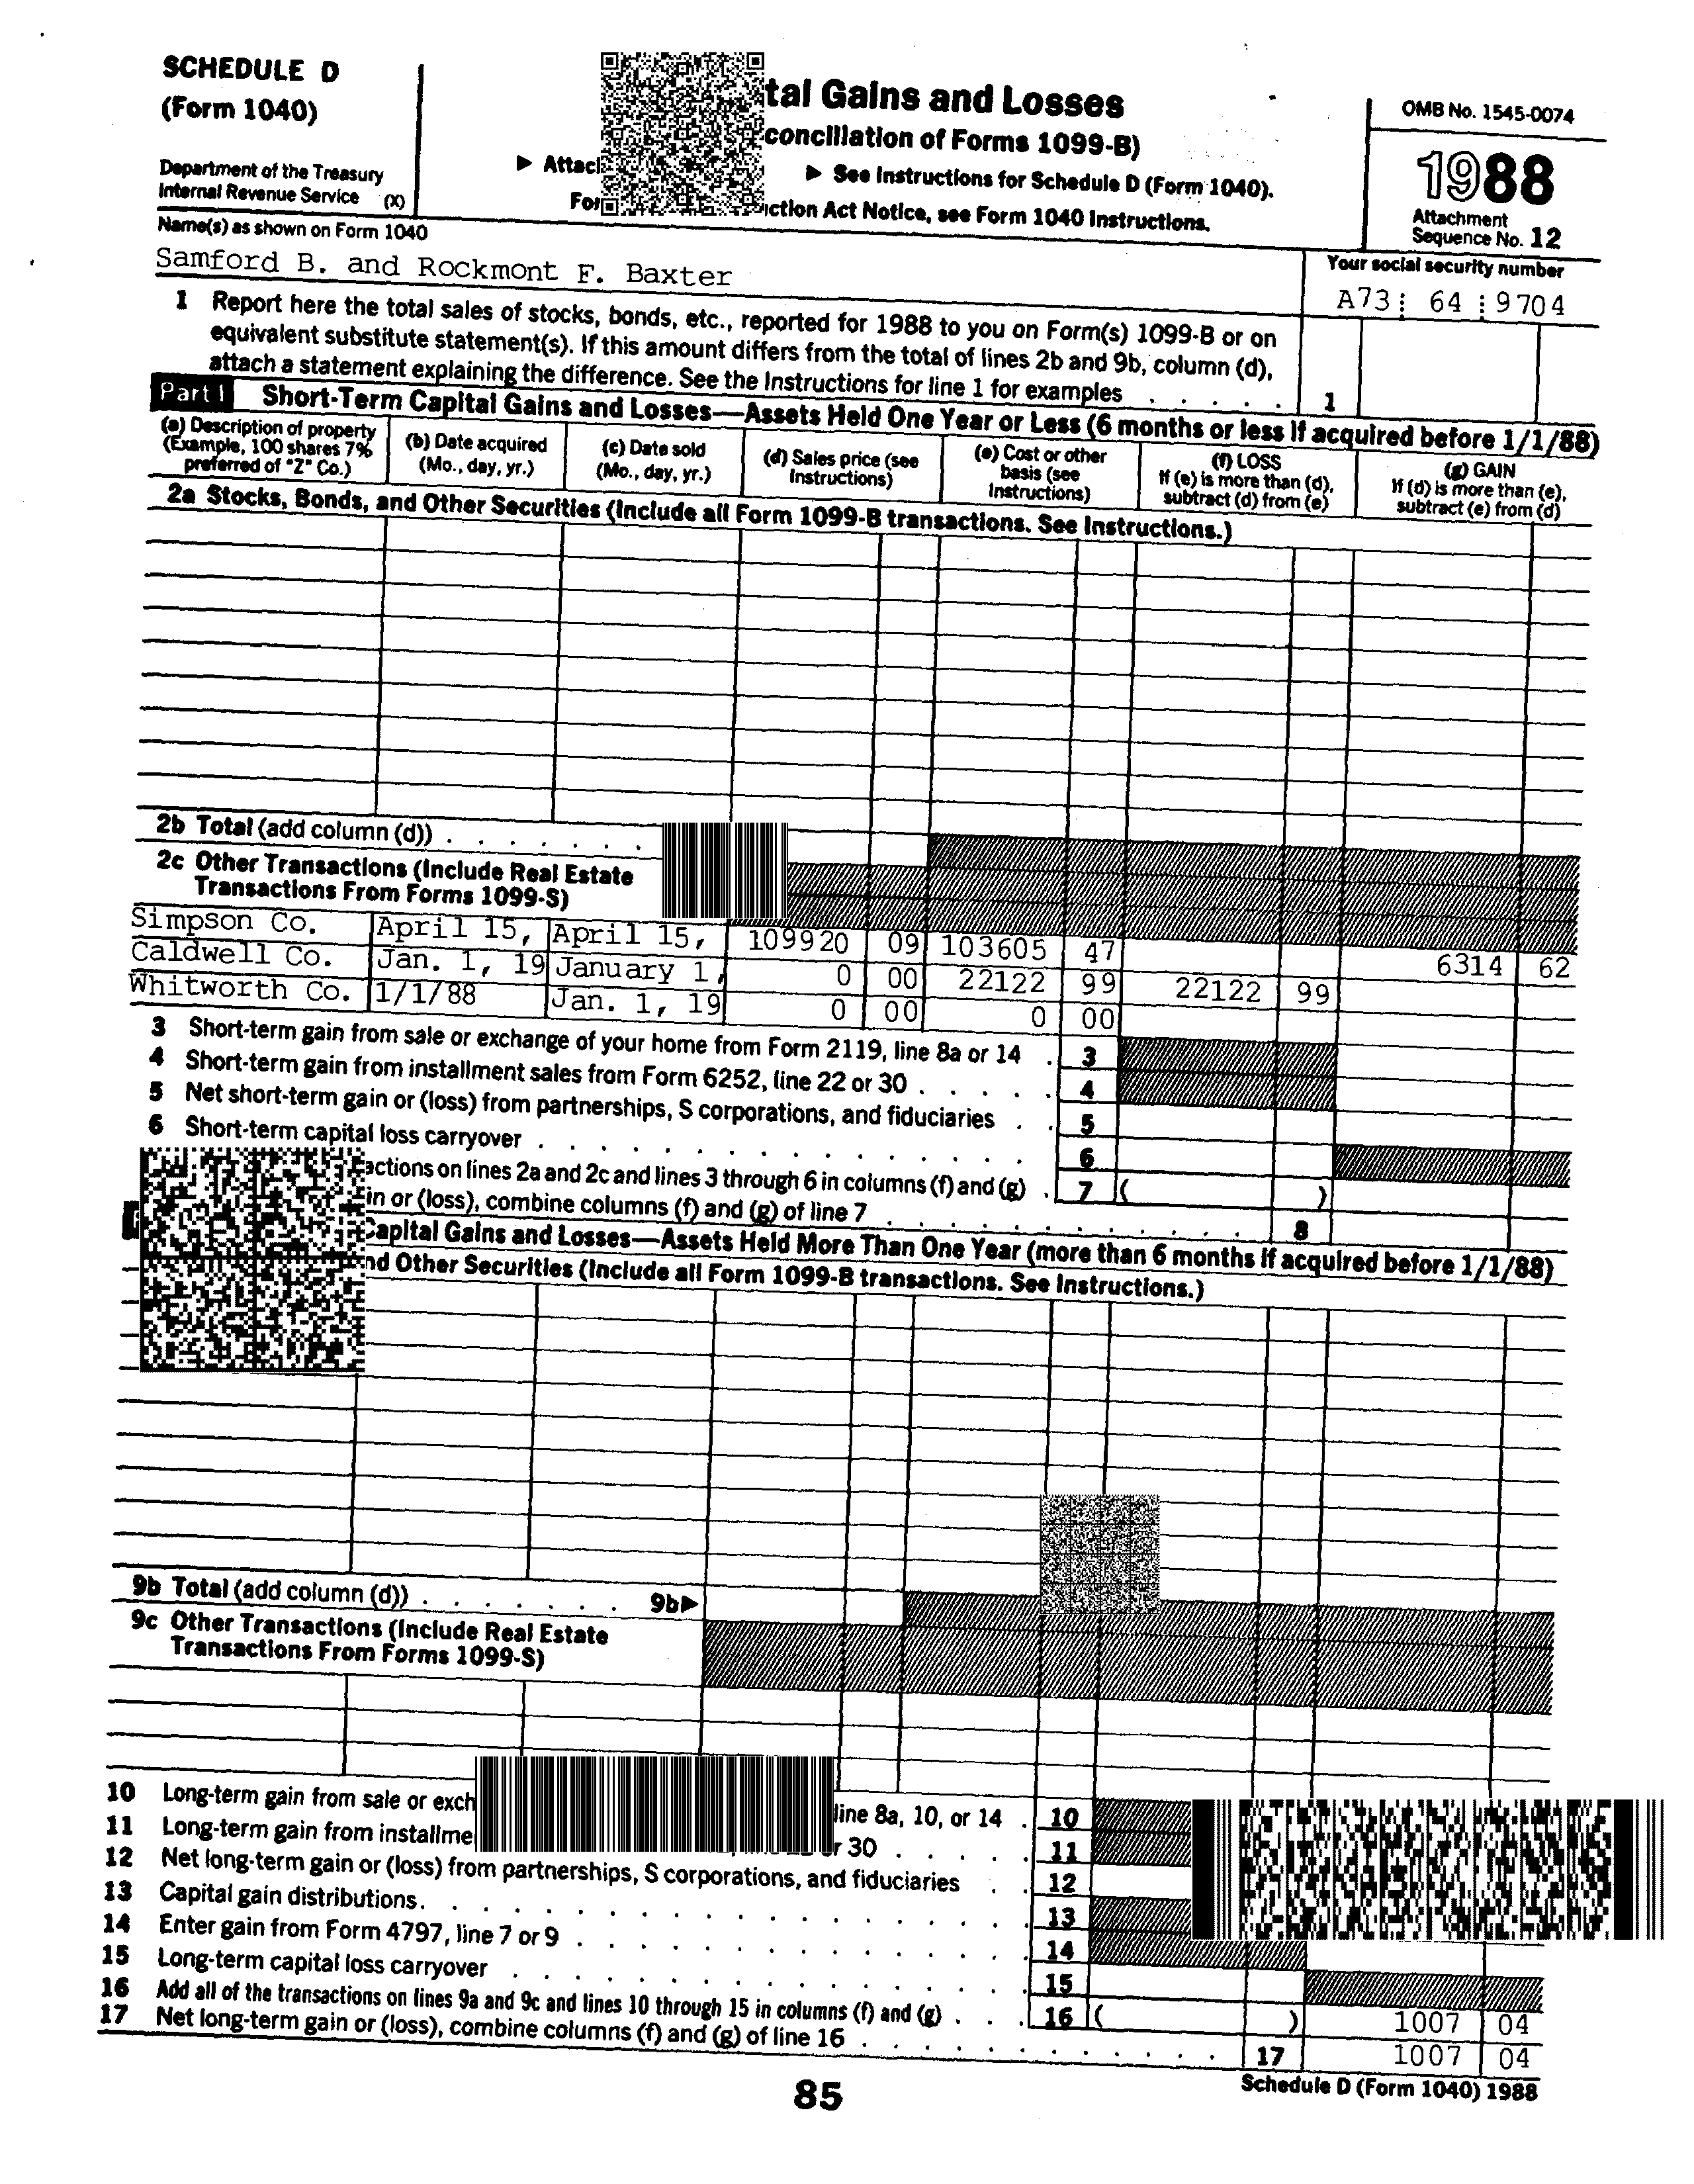 SCHEDULE D
(Form 1040)
Department of the Treasury
Internal Revenue Service (X)
tal Gains and Losses
conciliation of Forms 1099-B)
▶ Attach ▶ See Instructions for Schedule D (Form 1040).
For ction Act Notice, see Form 1040 Instructions.
OMB No. 1545-0074
1988
Attachment
Sequence No. 12
Name(s) as shown on Form 1040
Samford B. and Rockmont F. Baxter
Your social security number
A73 64 9704
1 Report here the total sales of stocks, bonds, etc., reported for 1988 to you on Form(s) 1099-B or on
equivalent substitute statement(s). If this amount differs from the total of lines 2b and 9b, column (d),
attach a statement explaining the difference. See the Instructions for line 1 for examples . . . . . 1
Part I Short-Term Capital Gains and Losses—Assets Held One Year or Less (6 months or less if acquired before 1/1/88)
(a) Description of property
(Example, 100 shares 7%
preferred of "Z" Co.)
(b) Date acquired
(Mo., day, yr.)
(c) Date sold
(Mo., day, yr.)
(d) Sales price (see
Instructions)
(e) Cost or other
basis (see
Instructions)
(f) LOSS
If (e) is more than (d),
subtract (d) from (e)
(g) GAIN
If (d) is more than (e),
subtract (e) from (d)
2a Stocks, Bonds, and Other Securities (Include all Form 1099-B transactions. See Instructions.)
2b Total (add column (d)) . . . . . . .
2c Other Transactions (Include Real Estate
Transactions From Forms 1099-S)
Simpson Co. April 15, April 15, 109920 09 103605 47 6314 62
Caldwell Co. Jan. 1, 19 January 1, 0 00 22122 99 22122 99
Whitworth Co. 1/1/88 Jan. 1, 19 0 00 0 00
3 Short-term gain from sale or exchange of your home from Form 2119, line 8a or 14 . 3
4 Short-term gain from installment sales from Form 6252, line 22 or 30 . . . . . 4
5 Net short-term gain or (loss) from partnerships, S corporations, and fiduciaries . . 5
6 Short-term capital loss carryover . . . . . . . . . . . . . . 6
actions on lines 2a and 2c and lines 3 through 6 in columns (f) and (g) . 7 ( )
in or (loss), combine columns (f) and (g) of line 7 . . . . . . . . . . . . 8
Capital Gains and Losses—Assets Held More Than One Year (more than 6 months if acquired before 1/1/88)
nd Other Securities (Include all Form 1099-B transactions. See Instructions.)
9b Total (add column (d)) . . . . . . . 9b▶
9c Other Transactions (Include Real Estate
Transactions From Forms 1099-S)
10 Long-term gain from sale or exch line 8a, 10, or 14 . 10
11 Long-term gain from installme r 30 . . . . . 11
12 Net long-term gain or (loss) from partnerships, S corporations, and fiduciaries . . 12
13 Capital gain distributions. . . . . . . . . . . . . . . . . 13
14 Enter gain from Form 4797, line 7 or 9 . . . . . . . . . . . . 14
15 Long-term capital loss carryover . . . . . . . . . . . . . . 15
16 Add all of the transactions on lines 9a and 9c and lines 10 through 15 in columns (f) and (g) . . . 16 ( ) 1007 04
17 Net long-term gain or (loss), combine columns (f) and (g) of line 16 . . . . . . . . . . . . 17 1007 04
85
Schedule D (Form 1040) 1988